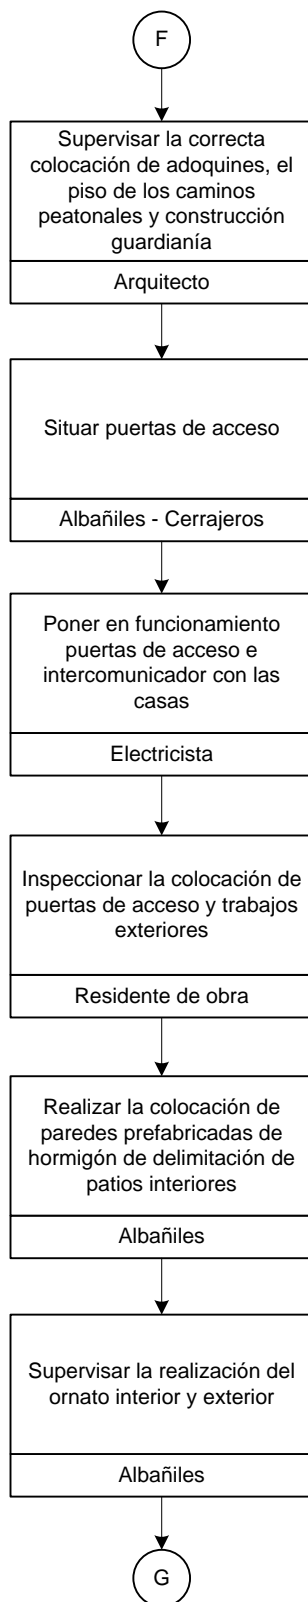 F
Supervisar la correcta
colocación de adoquines, el
piso de los caminos
peatonales y construcción
guardianía
Arquitecto
Situar puertas de acceso
Albañiles - Cerrajeros
Poner en funcionamiento
puertas de acceso e
intercomunicador con las
casas
Electricista
Inspeccionar la colocación de
puertas de acceso y trabajos
exteriores
Residente de obra
Realizar la colocación de
paredes prefabricadas de
hormigón de delimitación de
patios interiores
Albañiles
Supervisar la realización del
ornato interior y exterior
Albañiles
G